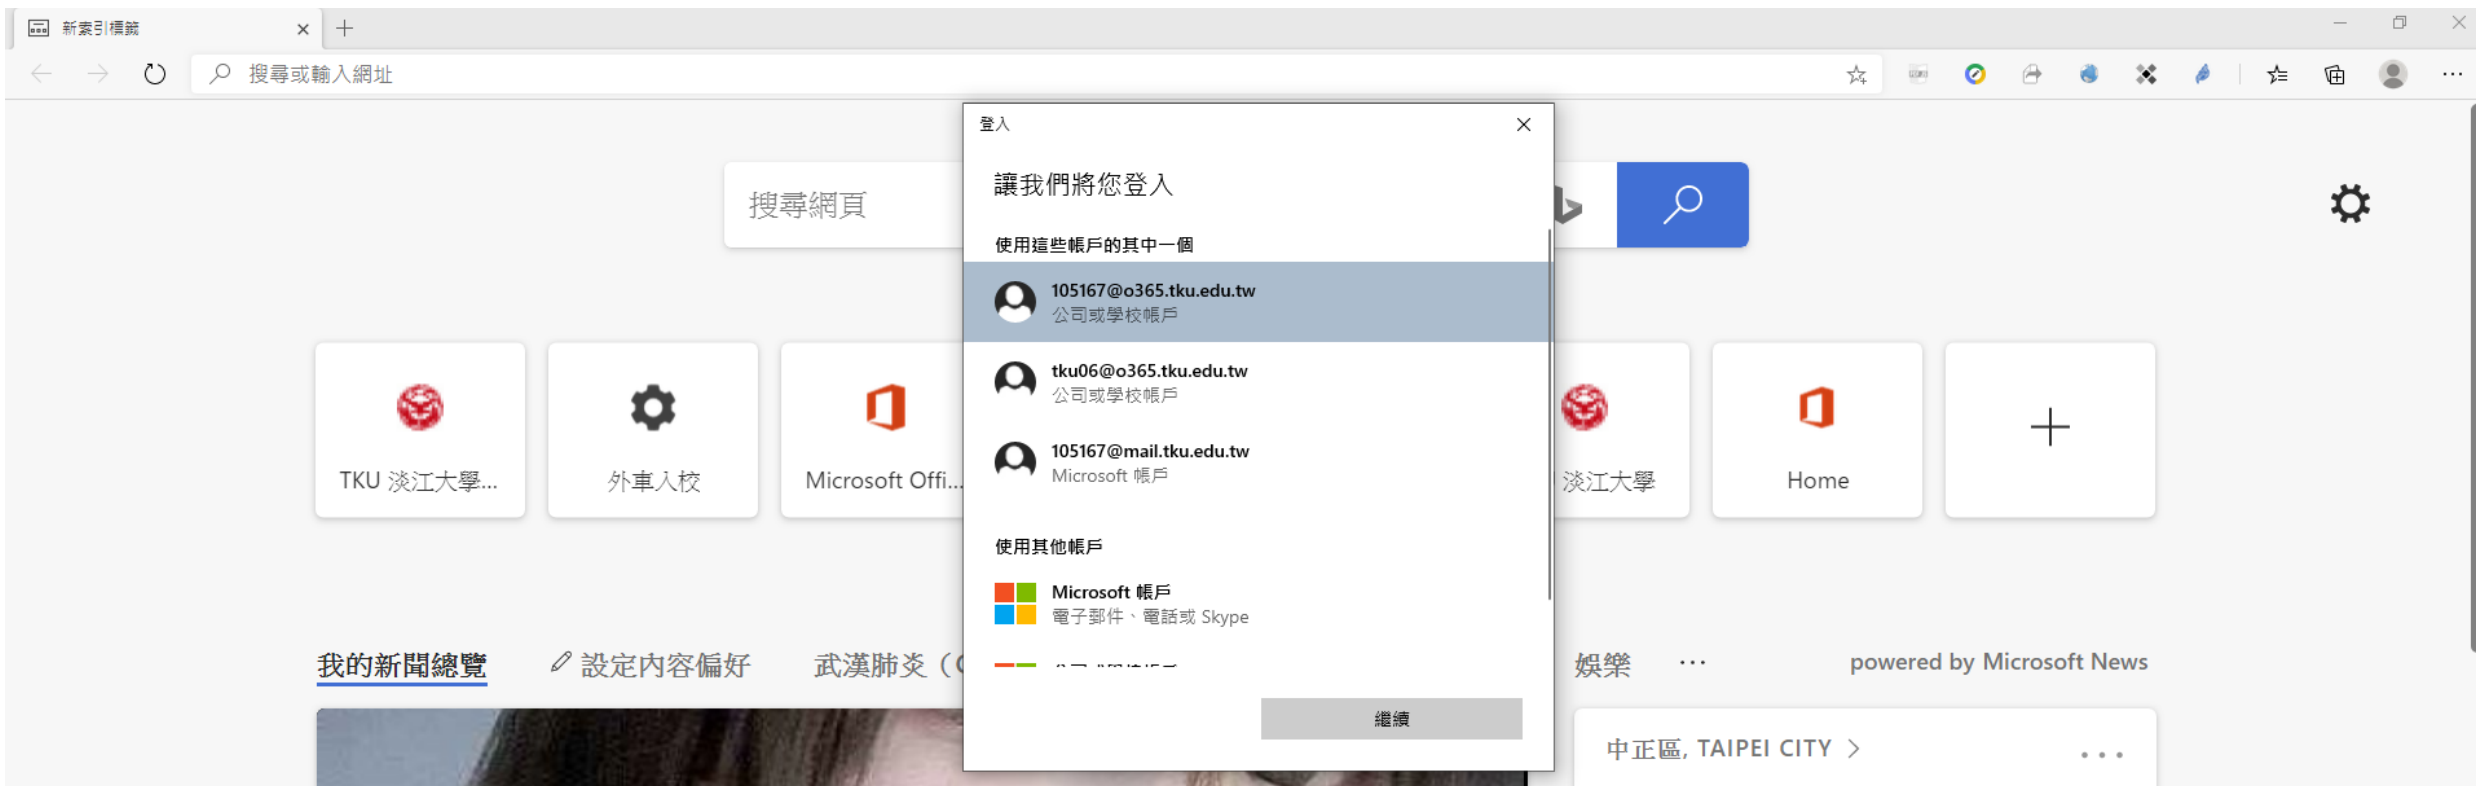 新索引標籤
搜尋或輸入網址
登入
讓我們將您登入
搜尋網頁
使用這些帳戶的其中一個
105167@o365.tku.edu.tw
公司或學校帳戶
tku06@o365.tku.edu.tw
公司或學校帳戶
105167@mail.tku.edu.tw
Microsoft 帳戶
TKU 淡江大學...
外車入校
Microsoft Offi...
淡江大學
Home
使用其他帳戶
Microsoft 帳戶
電子郵件、電話或 Skype
我的新聞總覽
設定內容偏好
武漢肺炎（
娛樂
powered by Microsoft News
繼續
中正區, TAIPEI CITY